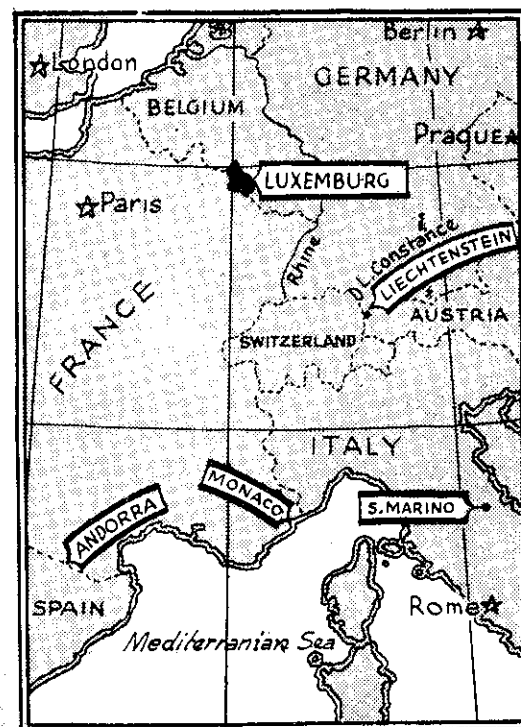 London
Berlin
GERMANY
BELGIUM
Prague
LUXEMBURG
Paris
Rhine
L. Constance
LIECHTENSTEIN
FRANCE
SWITZERLAND
AUSTRIA
ITALY
MONACO
S. MARINO
ANDORRA
SPAIN
Rome
Mediterranian Sea